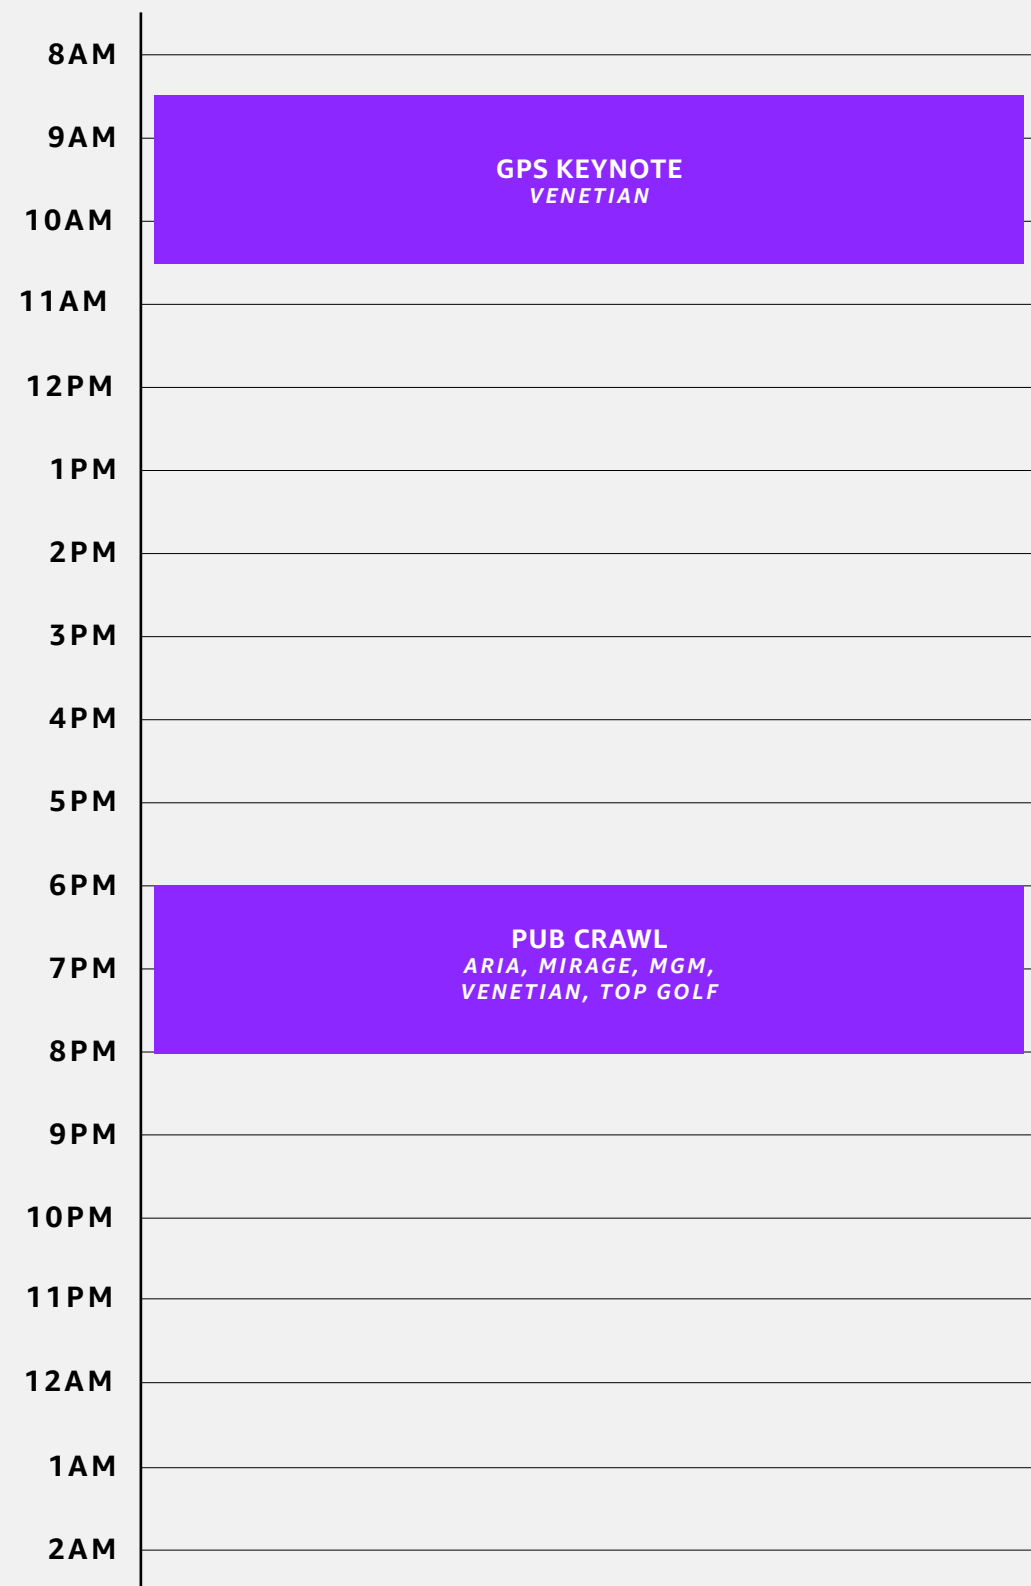 8AM
9AM
GPS KEYNOTE
VENETIAN
10AM
11AM
12PM
1PM
2PM
3PM
4PM
5PM
6PM
PUB CRAWL
7PM
ARIA, MIRAGE, MGM,
VENETIAN, TOP GOLF
8PM
9PM
10PM
11PM
12AM
1AM
2AM